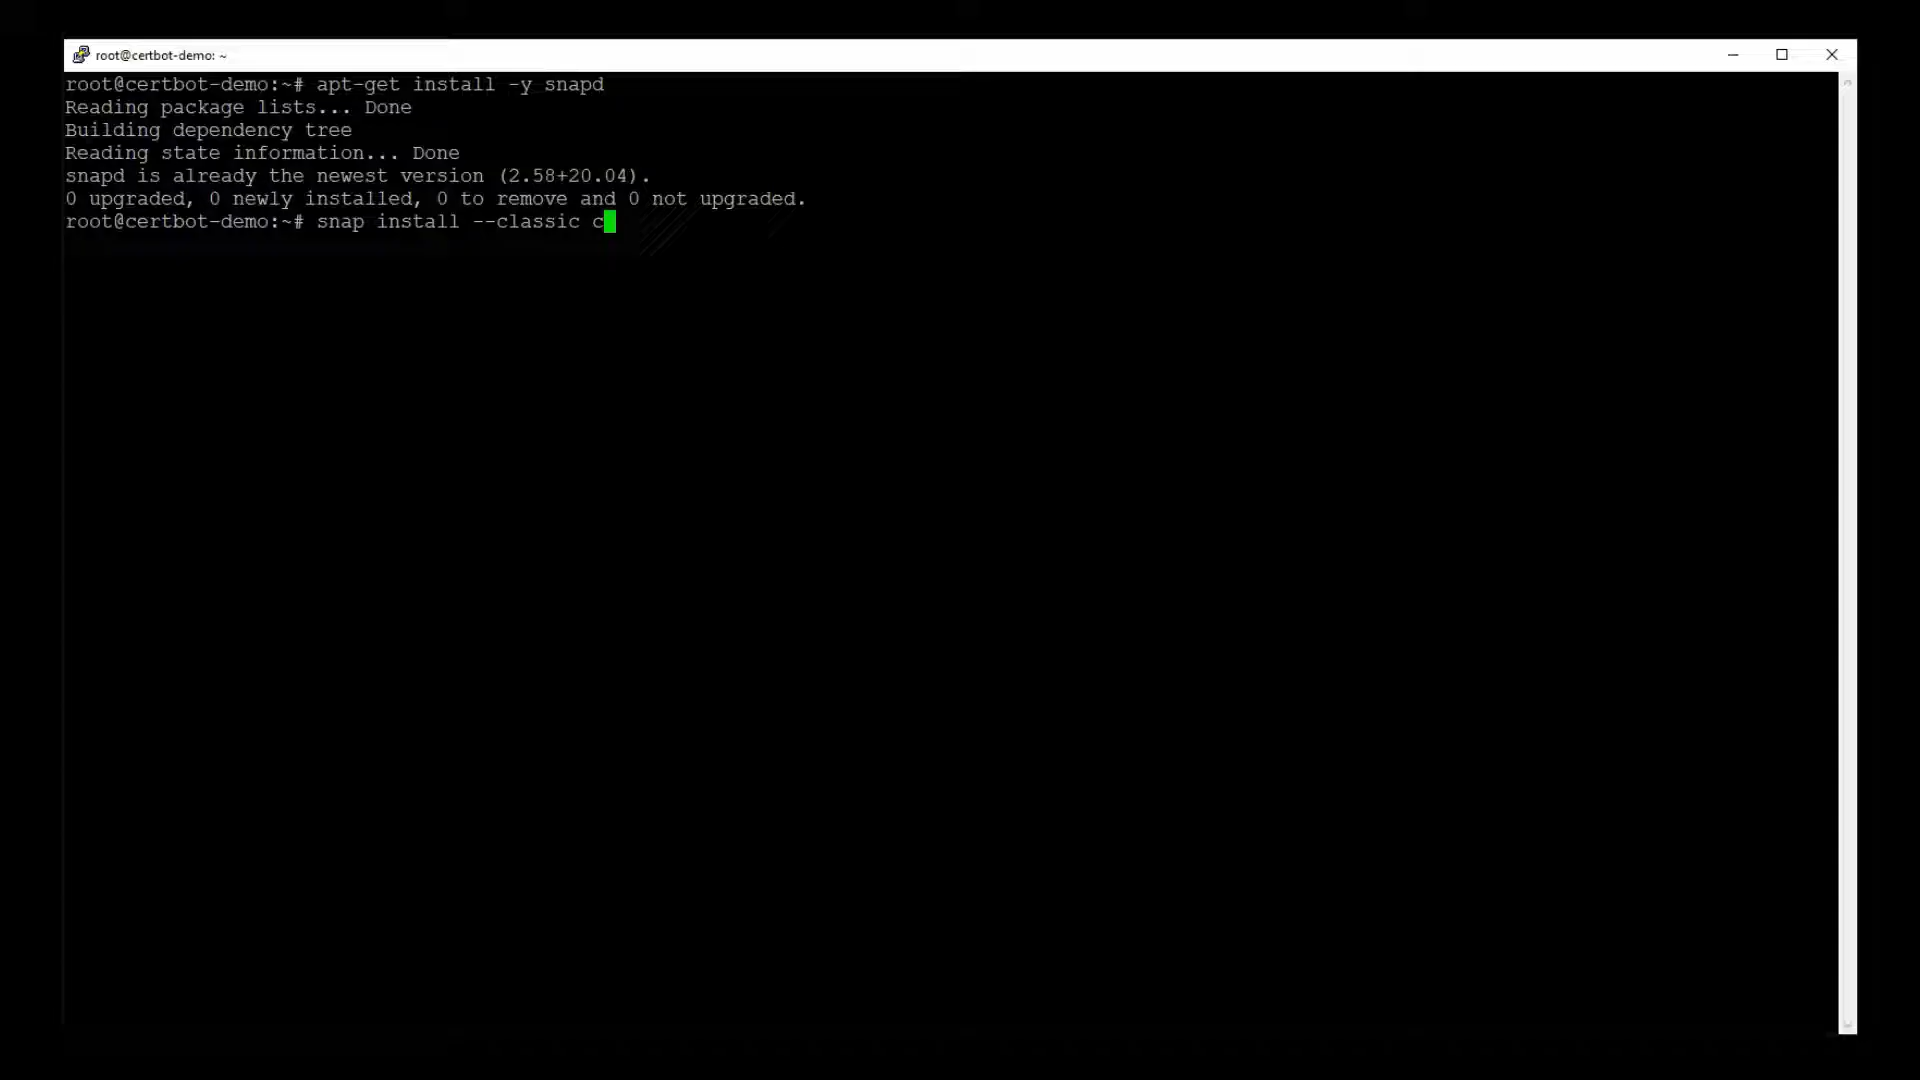 root@certbot-demo: ~
root@certbot-demo:~# apt-get install -y snapd
Reading package lists... Done
Building dependency tree
Reading state information... Done
snapd is already the newest version (2.58+20.04).
0 upgraded, 0 newly installed, 0 to remove and 0 not upgraded.
root@certbot-demo:~# snap install --classic c